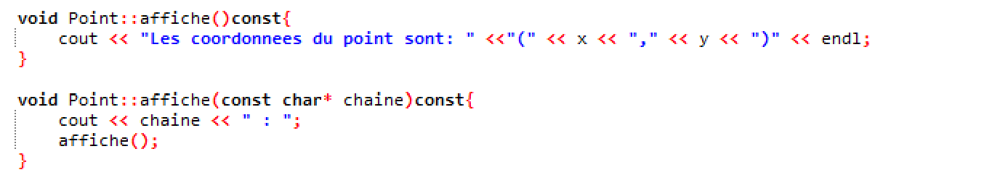 void Point::affiche()const{
    cout << "Les coordonnees du point sont: " <<"(" << x << "," << y << ")" << endl;
}

void Point::affiche(const char* chaine)const{
    cout << chaine << " : ";
    affiche();
}